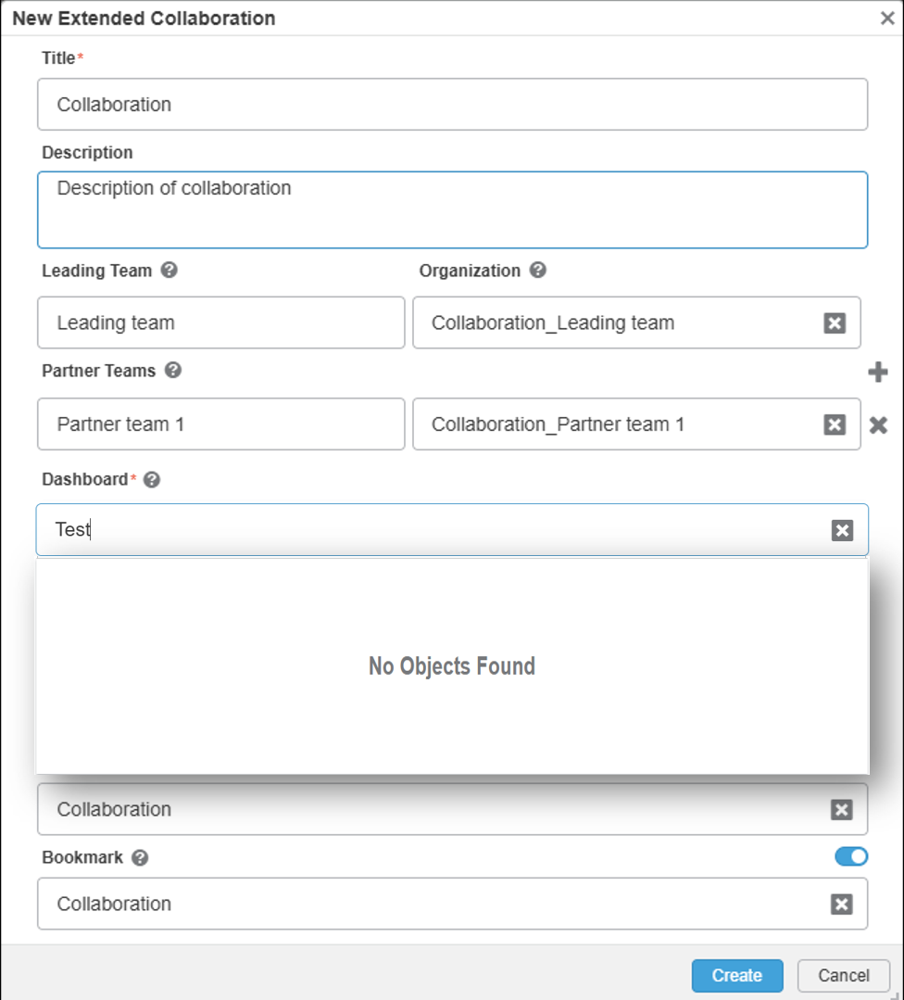 New Extended Collaboration
Title*
Collaboration
Description
Description of collaboration
Leading Team ? Organization ?
Leading team Collaboration_Leading team
Partner Teams ?
Partner team 1 Collaboration_Partner team 1
Dashboard* ?
Test
No Objects Found
Collaboration
Bookmark ?
Collaboration
Create Cancel